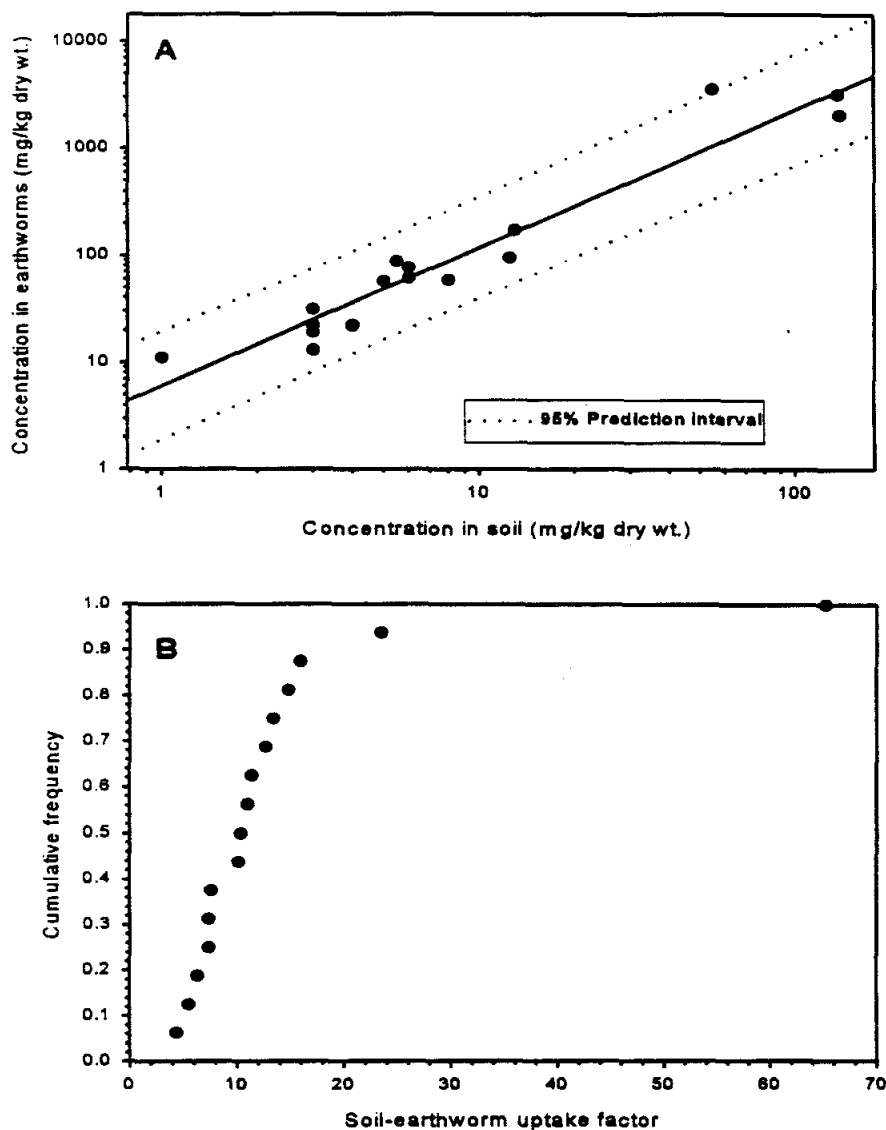 A
Concentration in earthworms (mg/kg dry wt.)
10000
1000
100
10
1
95% Prediction interval
1 10 100
Concentration in soil (mg/kg dry wt.)
B
Cumulative frequency
1.0
0.9
0.8
0.7
0.6
0.5
0.4
0.3
0.2
0.1
0.0
0 10 20 30 40 50 60 70
Soil-earthworm uptake factor